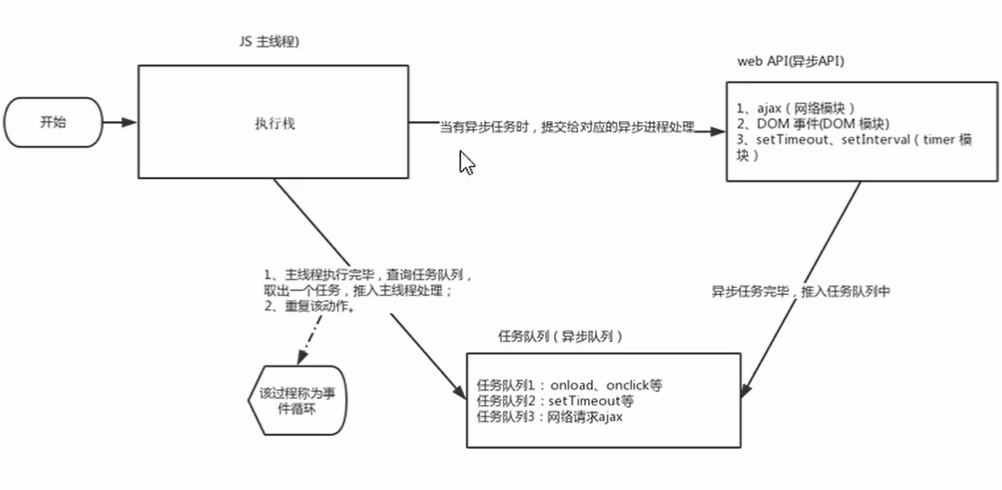 JS 主线程)
web API(异步API)
开始
执行栈
当有异步任务时，提交给对应的异步进程处理
1、ajax（网络模块）
2、DOM 事件(DOM 模块)
3、setTimeout、setInterval（timer 模
块）
1、主线程执行完毕，查询任务队列，
取出一个任务，推入主线程处理；
2、重复该动作。
异步任务完毕，推入任务队列中
任务队列（异步队列）
该过程称为事
件循环
任务队列1：onload、onclick等
任务队列2：setTimeout等
任务队列3：网络请求ajax